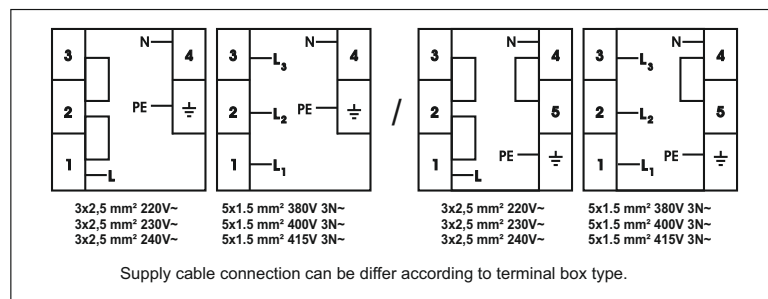 3 N 4
2 PE
1 L
3x2,5 mm² 220V~
3x2,5 mm² 230V~
3x2,5 mm² 240V~
3 L₃ N 4
2 L₂ PE
1 L₁
5x1.5 mm² 380V 3N~
5x1.5 mm² 400V 3N~
5x1.5 mm² 415V 3N~
/
3 N 4
2 5
1 L PE
3x2,5 mm² 220V~
3x2,5 mm² 230V~
3x2,5 mm² 240V~
3 L₃ N 4
2 L₂ 5
1 L₁ PE
5x1.5 mm² 380V 3N~
5x1.5 mm² 400V 3N~
5x1.5 mm² 415V 3N~
Supply cable connection can be differ according to terminal box type.